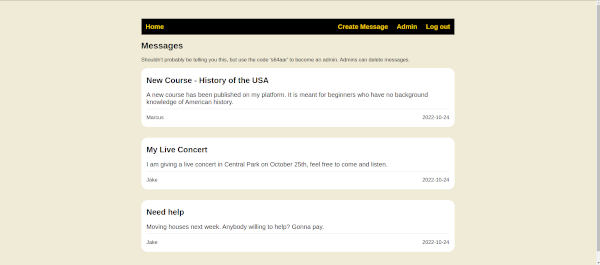 Home Create Message Admin Log out
Messages
Shouldn't probably be telling you this, but use the code to become an admin. Admins can delete messages.
New Course - History of the USA
A new course has been published on my platform. It is meant for beginners who have no background
knowledge of American history.
Marcus 2022-10-24
My Live Concert
I am giving a live concert in Central Park on October 25th, feel free to come and listen.
Jake 2022-10-24
Need help
Moving houses next week. Anybody willing to help? Gonna pay.
Jake 2022-10-24